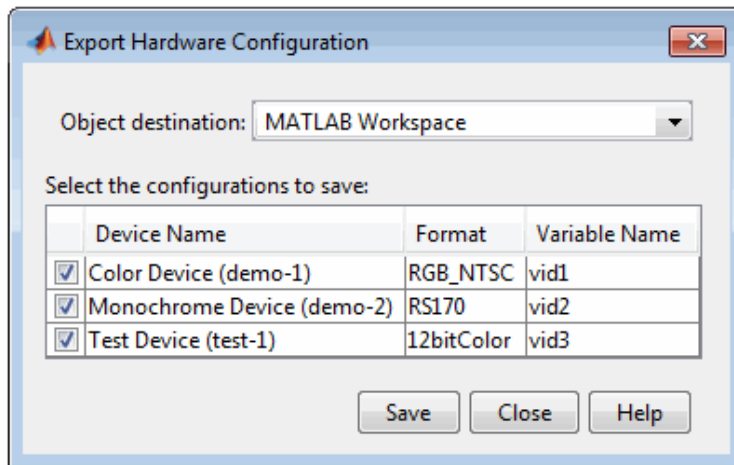 Export Hardware Configuration
Object destination: MATLAB Workspace
Select the configurations to save:
Device Name Format Variable Name
Color Device (demo-1) RGB_NTSC vid1
Monochrome Device (demo-2) RS170 vid2
Test Device (test-1) 12bitColor vid3
Save Close Help